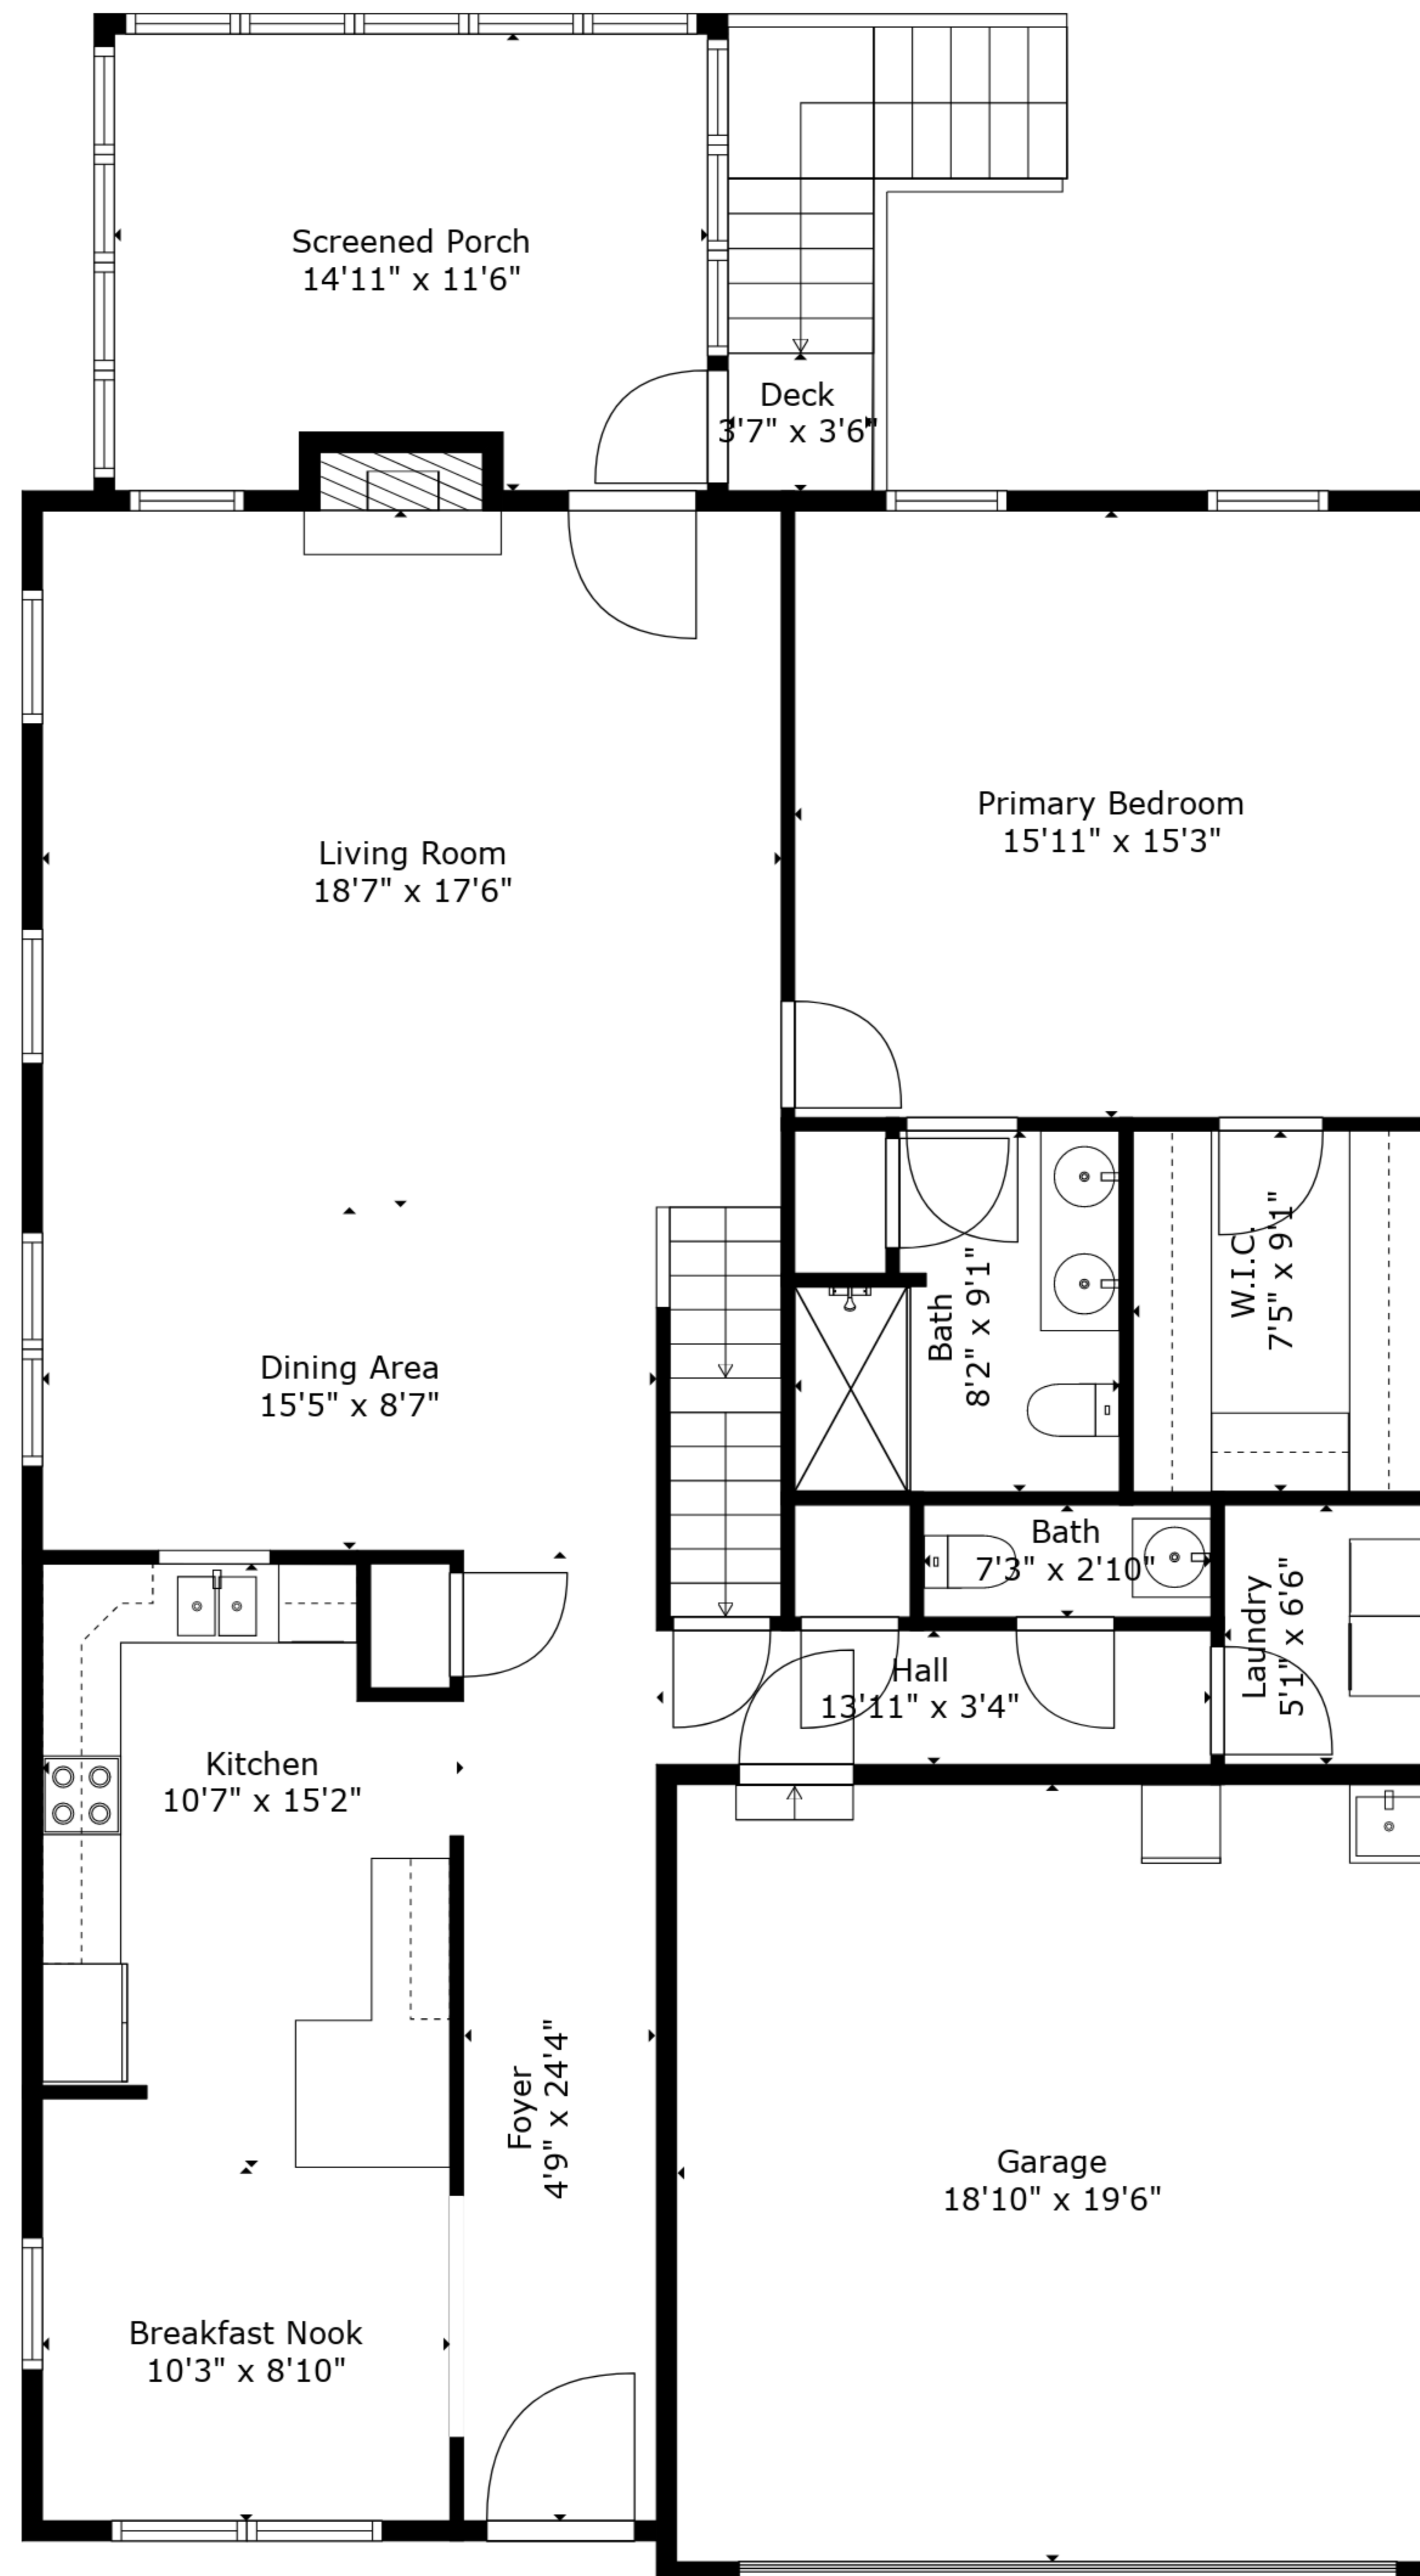 Screened Porch
14'11" x 11'6"
Deck
3'7" x 3'6"
Primary Bedroom
15'11" x 15'3"
Living Room
18'7" x 17'6"
Dining Area
15'5" x 8'7"
Bath
8'2" x 9'1"
W.I.C.
7'5" x 9'1"
Bath
7'3" x 2'10"
Laundry
5'1" x 6'6"
Hall
13'11" x 3'4"
Kitchen
10'7" x 15'2"
Foyer
4'9" x 24'4"
Garage
18'10" x 19'6"
Breakfast Nook
10'3" x 8'10"